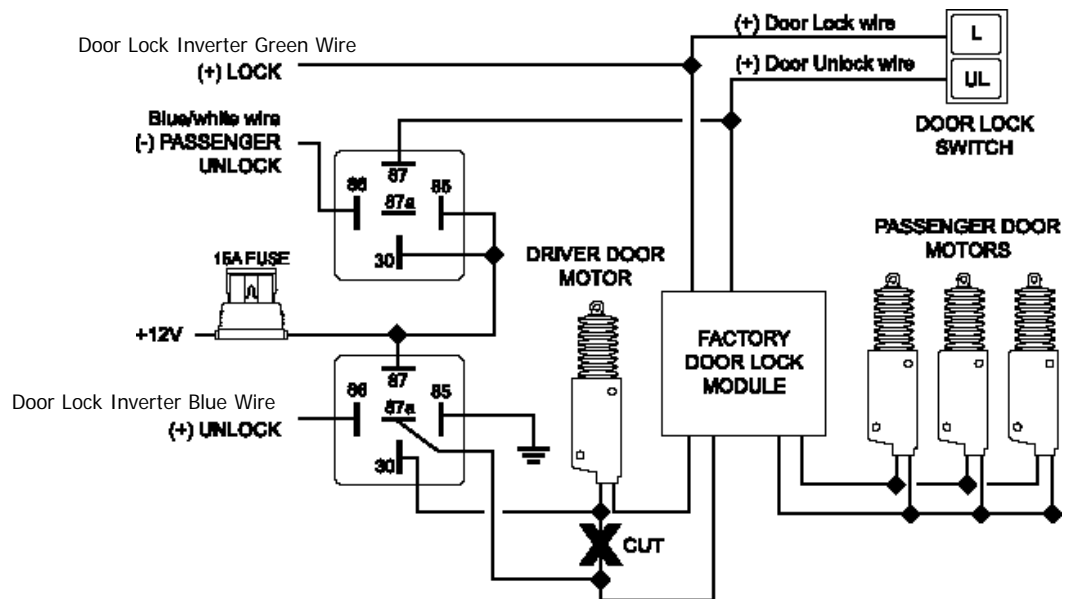 (+) Door Lock wire
Door Lock Inverter Green Wire
(+) LOCK
(+) Door Unlock wire
L
UL
DOOR LOCK
SWITCH
Blue/white wire
(-) PASSENGER
UNLOCK
87
86
85
87a
30
15A FUSE
+12V
DRIVER DOOR
MOTOR
PASSENGER DOOR
MOTORS
FACTORY
DOOR LOCK
MODULE
87
86
85
87a
30
Door Lock Inverter Blue Wire
(+) UNLOCK
CUT